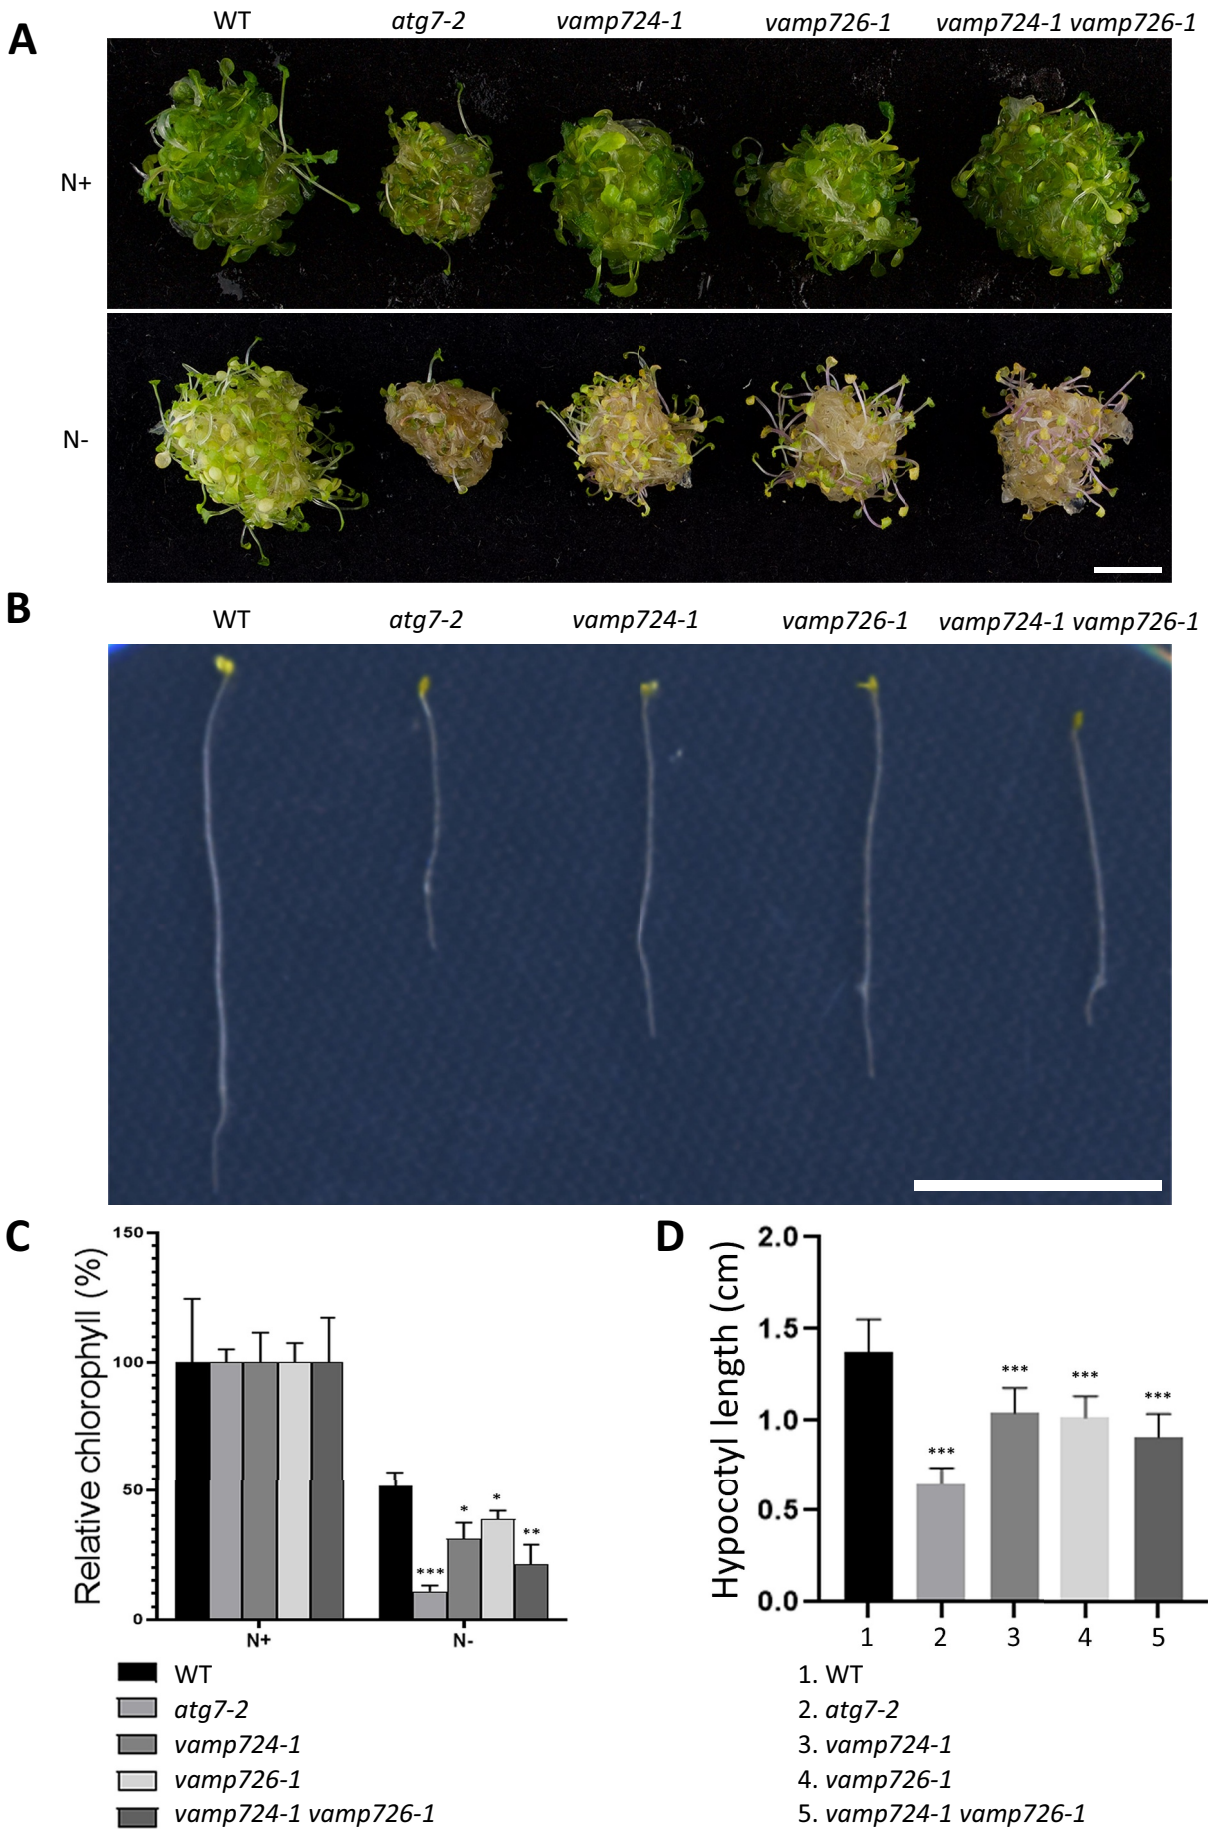 A
WT atg7-2 vamp724-1 vamp726-1 vamp724-1 vamp726-1
N+
N-
B
WT atg7-2 vamp724-1 vamp726-1 vamp724-1 vamp726-1
C
Relative chlorophyll (%)
150
100
50
0
***
*
*
**
N+ N-
WT
atg7-2
vamp724-1
vamp726-1
vamp724-1 vamp726-1
D
Hypocotyl length (cm)
2.0
1.5
1.0
0.5
0.0
***
***
***
***
1 2 3 4 5
1. WT
2. atg7-2
3. vamp724-1
4. vamp726-1
5. vamp724-1 vamp726-1